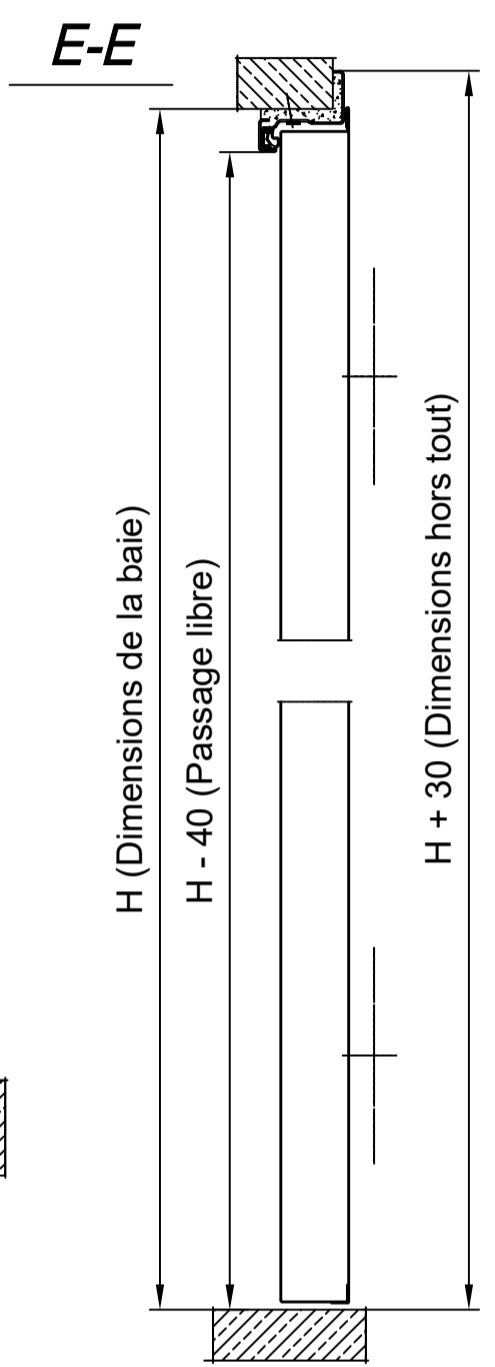 E-E
H (Dimensions de la baie)
H - 40 (Passage libre)
H + 30 (Dimensions hors tout)